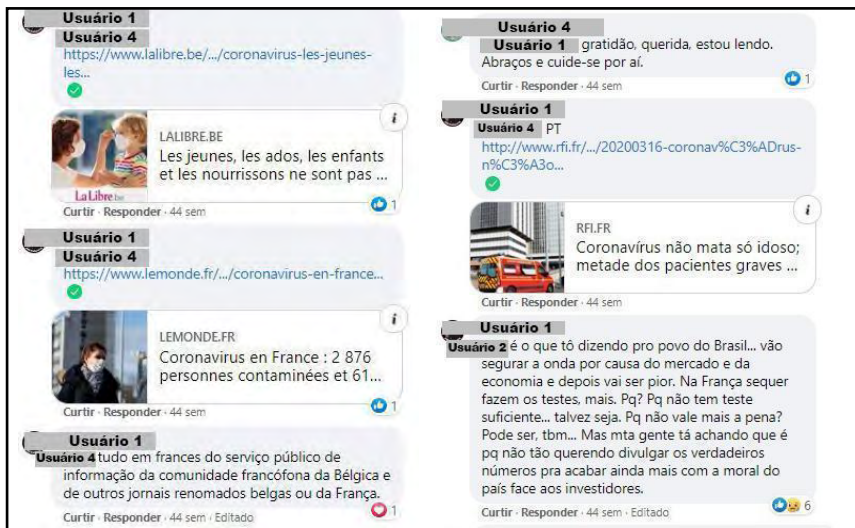 Usuário 1
Usuário 4
https://www.lalibre.be/.../coronavirus-les-jeunes-
les...
LALIBRE.BE
Les jeunes, les ados, les enfants
et les nourrissons ne sont pas ...
LaLibre.be
Curtir · Responder · 44 sem
1
Usuário 1
Usuário 4
https://www.lemonde.fr/.../coronavirus-en-france...
LEMONDE.FR
Coronavirus en France : 2 876
personnes contaminées et 61...
Curtir · Responder · 44 sem
1
Usuário 1
Usuário 4 tudo em frances do serviço público de
informação da comunidade francófona da Bélgica e
de outros jornais renomados belgas ou da França.
Curtir · Responder · 44 sem · Editado
1
Usuário 4
Usuário 1 gratidão, querida, estou lendo.
Abraços e cuide-se por aí.
Curtir · Responder · 44 sem
1
Usuário 1
Usuário 4 PT
http://www.rfi.fr/.../20200316-coronav%C3%ADrus-
n%C3%A3o...
RFI.FR
Coronavírus não mata só idoso;
metade dos pacientes graves ...
Curtir · Responder · 44 sem
Usuário 1
Usuário 2 é o que tô dizendo pro povo do Brasil... vão
segurar a onda por causa do mercado e da
economia e depois vai ser pior. Na França sequer
fazem os testes, mais. Pq? Pq não tem teste
suficiente... talvez seja. Pq não vale mais a pena?
Pode ser, tbm... Mas mta gente tá achando que é
pq não tão querendo divulgar os verdadeiros
números pra acabar ainda mais com a moral do
país face aos investidores.
Curtir · Responder · 44 sem · Editado
6